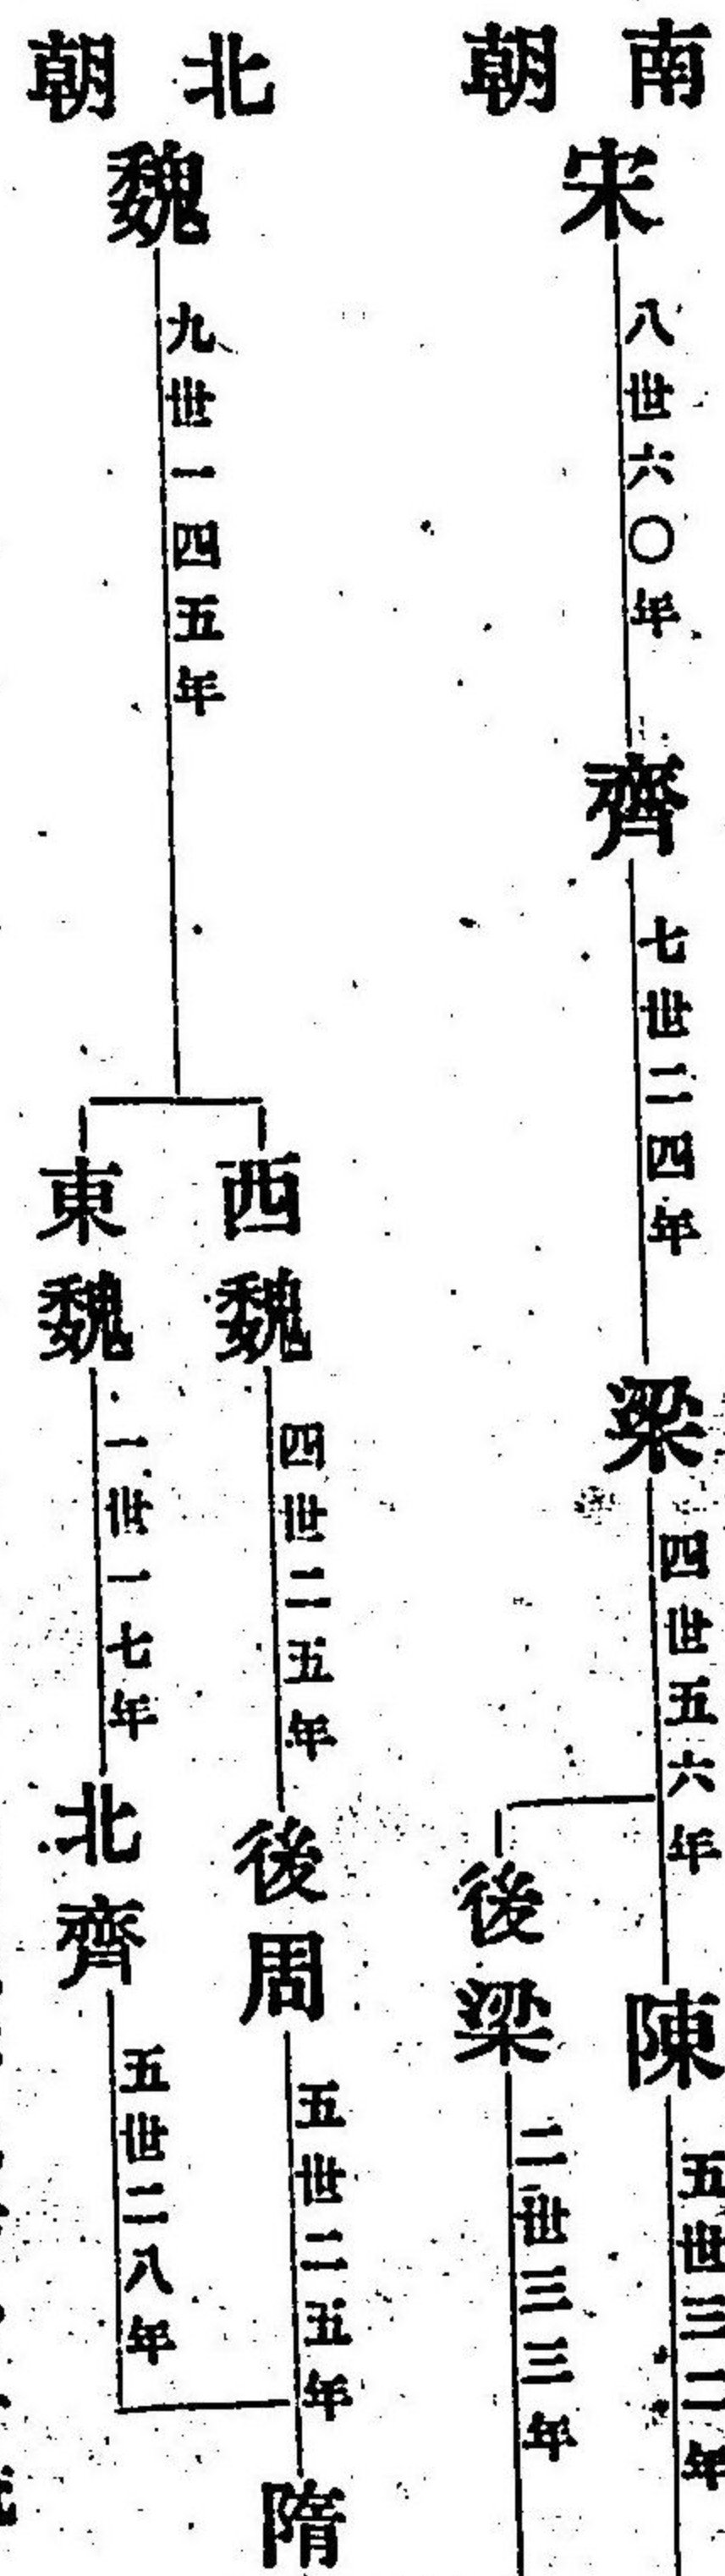 南朝
宋
八世六〇年
齊
七世二四年
梁
四世五六年
陳
五世三二年
後梁
二世三三年
北朝
魏
九世一四五年
西魏
四世二五年
後周
五世二五年
隋
東魏
一世一七年
北齊
五世二八年